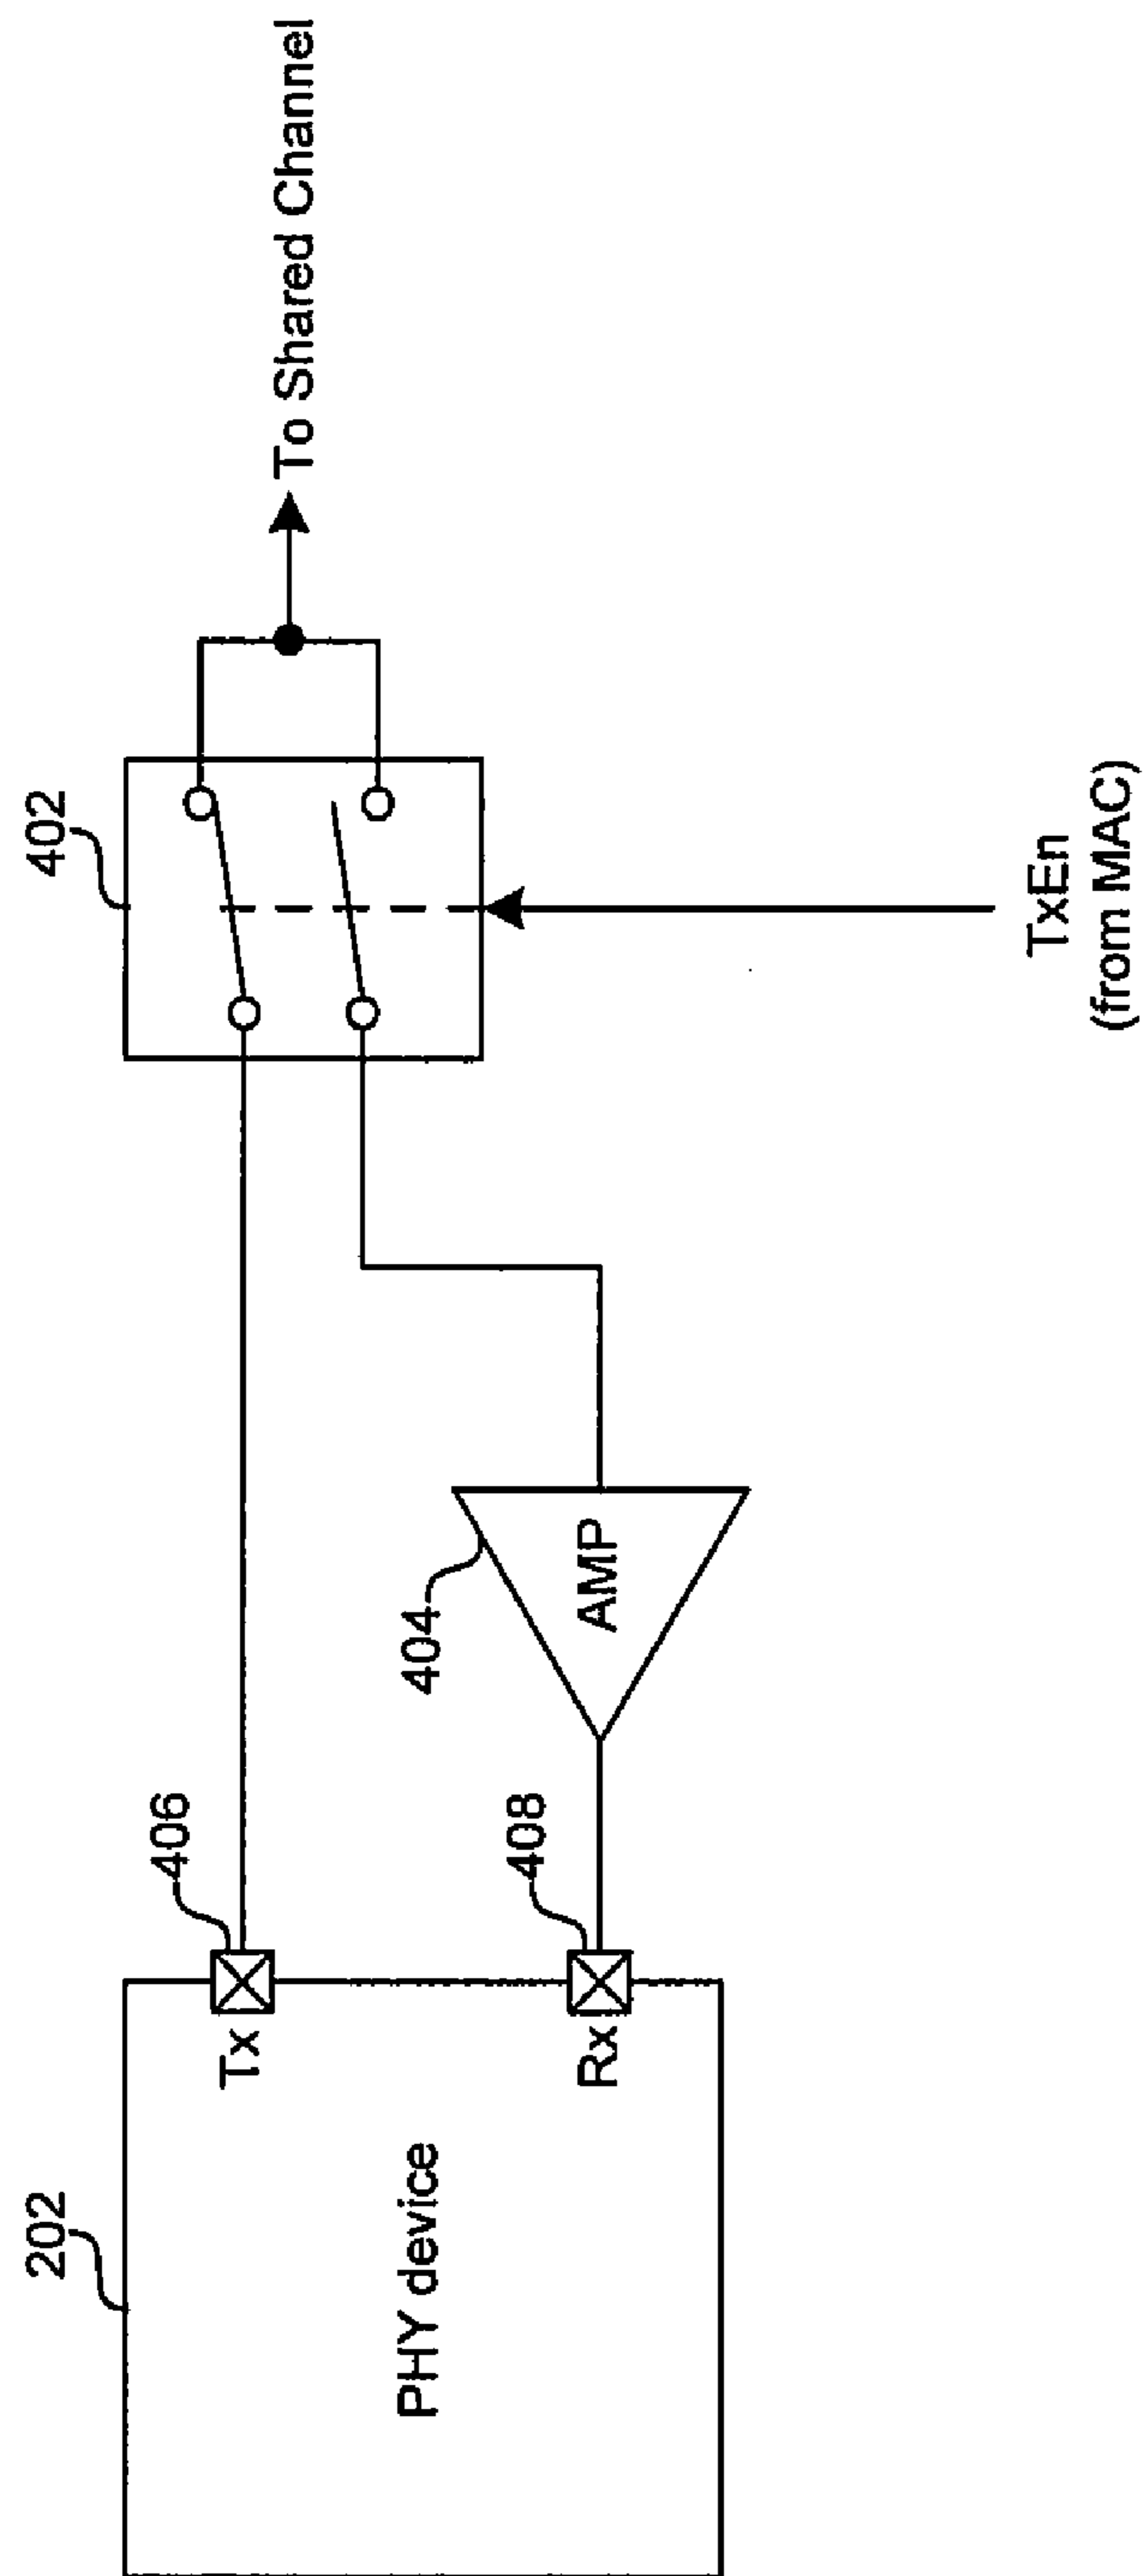 202
PHY device
Tx
406
Rx
408
404
AMP
402
To Shared Channel
TxEn
(from MAC)